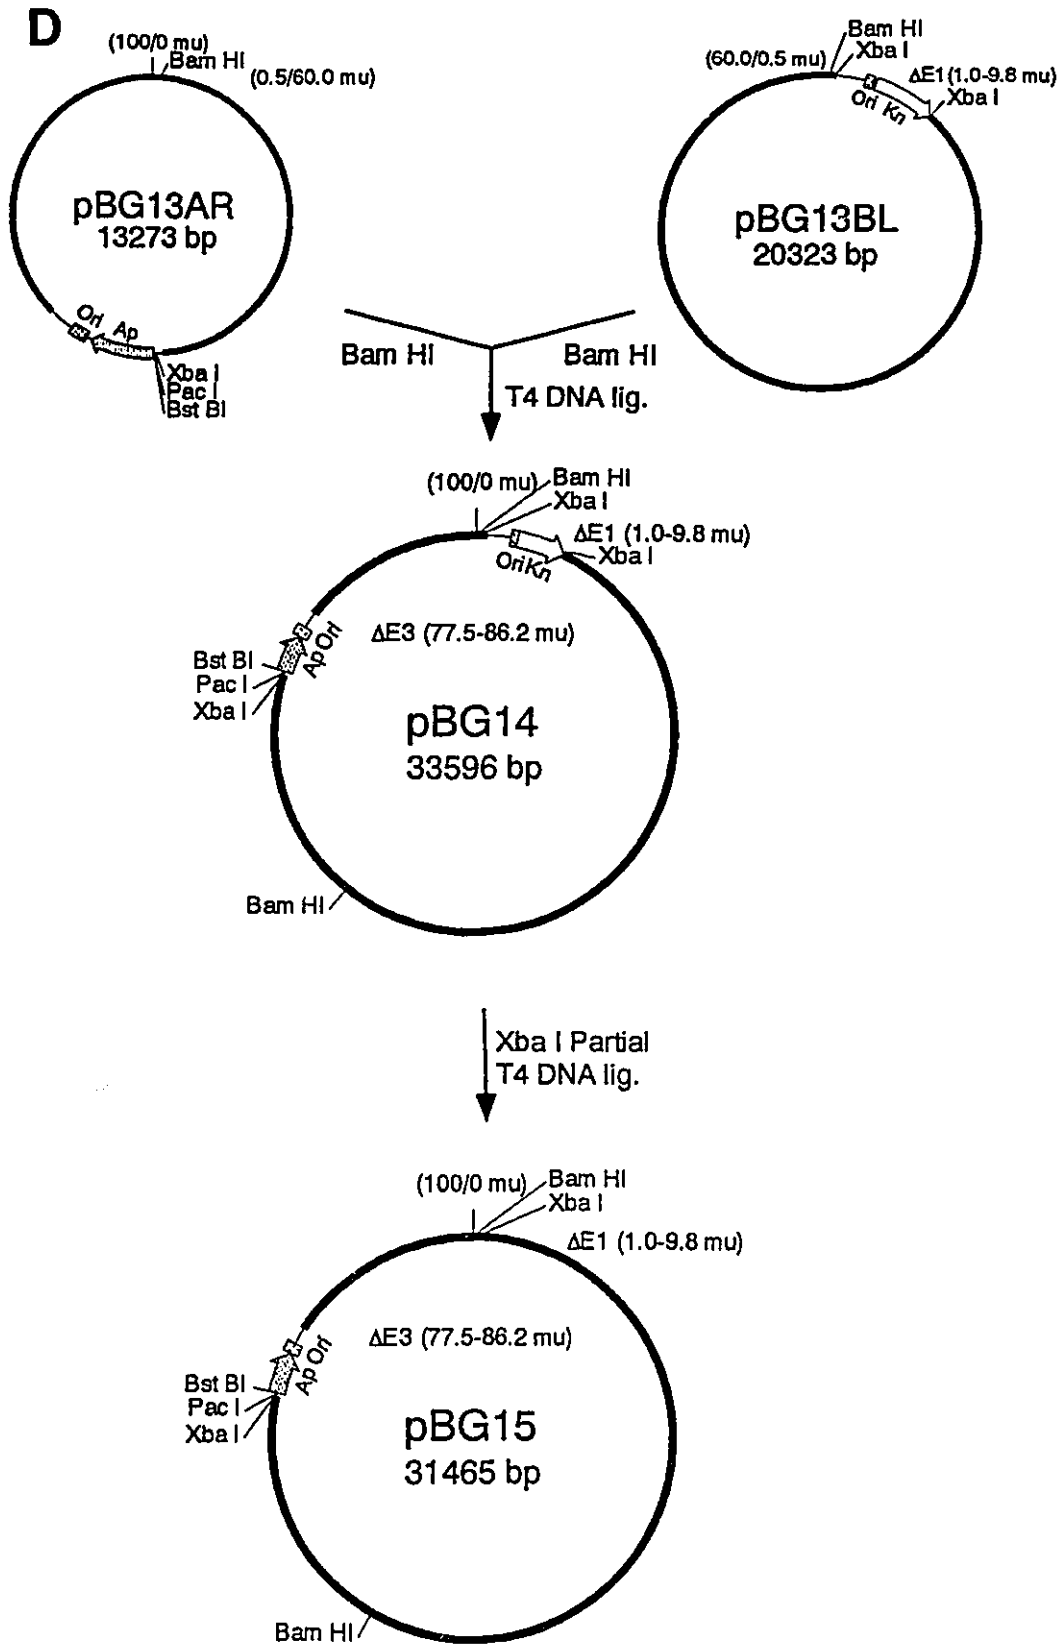 D
(100/0 mu)
Bam HI
(0.5/60.0 mu)
pBG13AR
13273 bp
Ori Ap
Xba I
Pac I
Bst BI
Bam HI
Xba I
(60.0/0.5 mu)
ΔE1(1.0-9.8 mu)
Xba I
Ori Kn
pBG13BL
20323 bp
Bam HI Bam HI
T4 DNA lig.
(100/0 mu)
Bam HI
Xba I
ΔE1 (1.0-9.8 mu)
Xba I
Ori Kn
ΔE3 (77.5-86.2 mu)
Ap Ori
Bst BI
Pac I
Xba I
pBG14
33596 bp
Bam HI
Xba I Partial
T4 DNA lig.
(100/0 mu)
Bam HI
Xba I
ΔE1 (1.0-9.8 mu)
ΔE3 (77.5-86.2 mu)
Ap Ori
Bst BI
Pac I
Xba I
pBG15
31465 bp
Bam HI